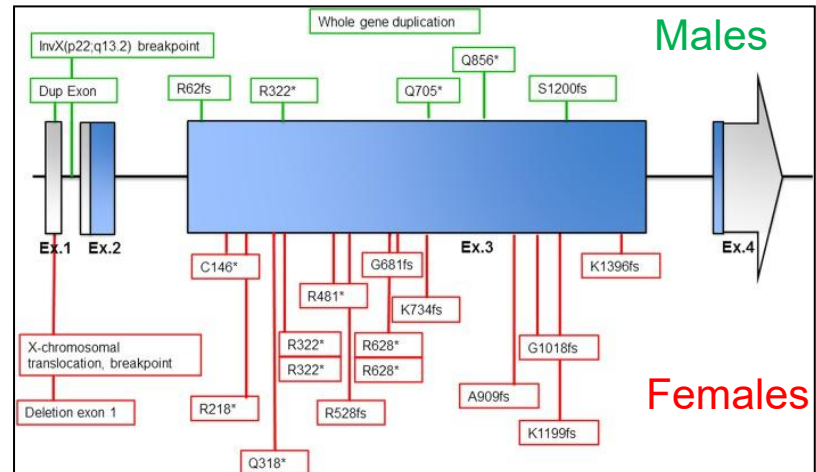 Whole gene duplication
Males
InvX(p22;q13.2) breakpoint
Q856*
Dup Exon
R62fs
R322*
Q705*
S1200fs
Ex.1
Ex.2
Ex.3
Ex.4
C146*
G681fs
K1396fs
R481*
K734fs
X-chromosomal
translocation, breakpoint
R322*
R628*
G1018fs
R322*
R628*
Deletion exon 1
R218*
R528fs
A909fs
Females
K1199fs
Q318*